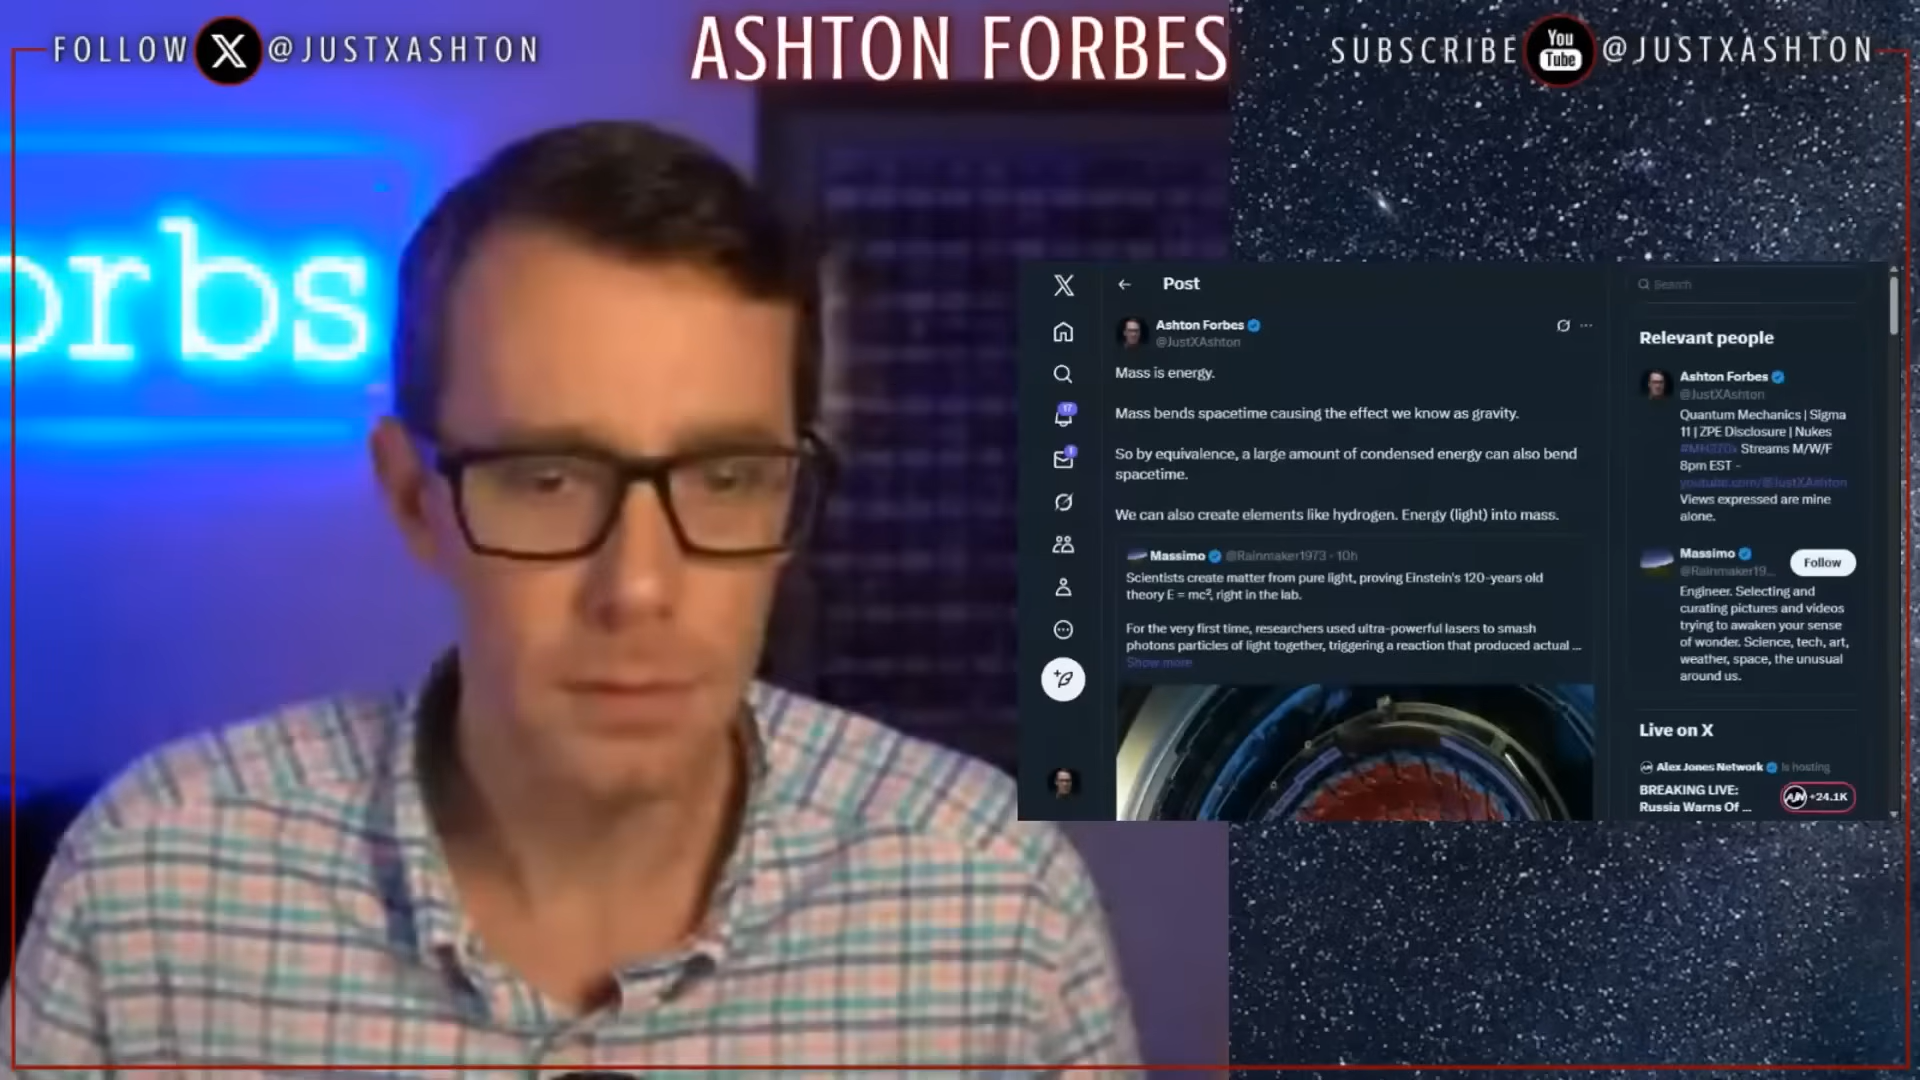 FOLLOW X @JUSTXASHTON
ASHTON FORBES
SUBSCRIBE You Tube @JUSTXASHTON
orbs
Post
Ashton Forbes
@JustXAshton
Mass is energy.
Mass bends spacetime causing the effect we know as gravity.
So by equivalence, a large amount of condensed energy can also bend
spacetime.
We can also create elements like hydrogen. Energy (light) into mass.
Massimo @Rainmaker1973 · 10h
Scientists create matter from pure light, proving Einstein's 120-years old
theory E = mc², right in the lab.
For the very first time, researchers used ultra-powerful lasers to smash
photons particles of light together, triggering a reaction that produced actual ...
Show more
17
1
Search
Relevant people
Ashton Forbes
@JustXAshton
Quantum Mechanics | Sigma
11 | ZPE Disclosure | Nukes
#MH370x Streams M/W/F
8pm EST -
youtube.com/@JustXAshton
Views expressed are mine
alone.
Massimo
@Rainmaker19...
Follow
Engineer. Selecting and
curating pictures and videos
trying to awaken your sense
of wonder. Science, tech, art,
weather, space, the unusual
around us.
Live on X
Alex Jones Network is hosting
BREAKING LIVE:
Russia Warns Of ...
+24.1K